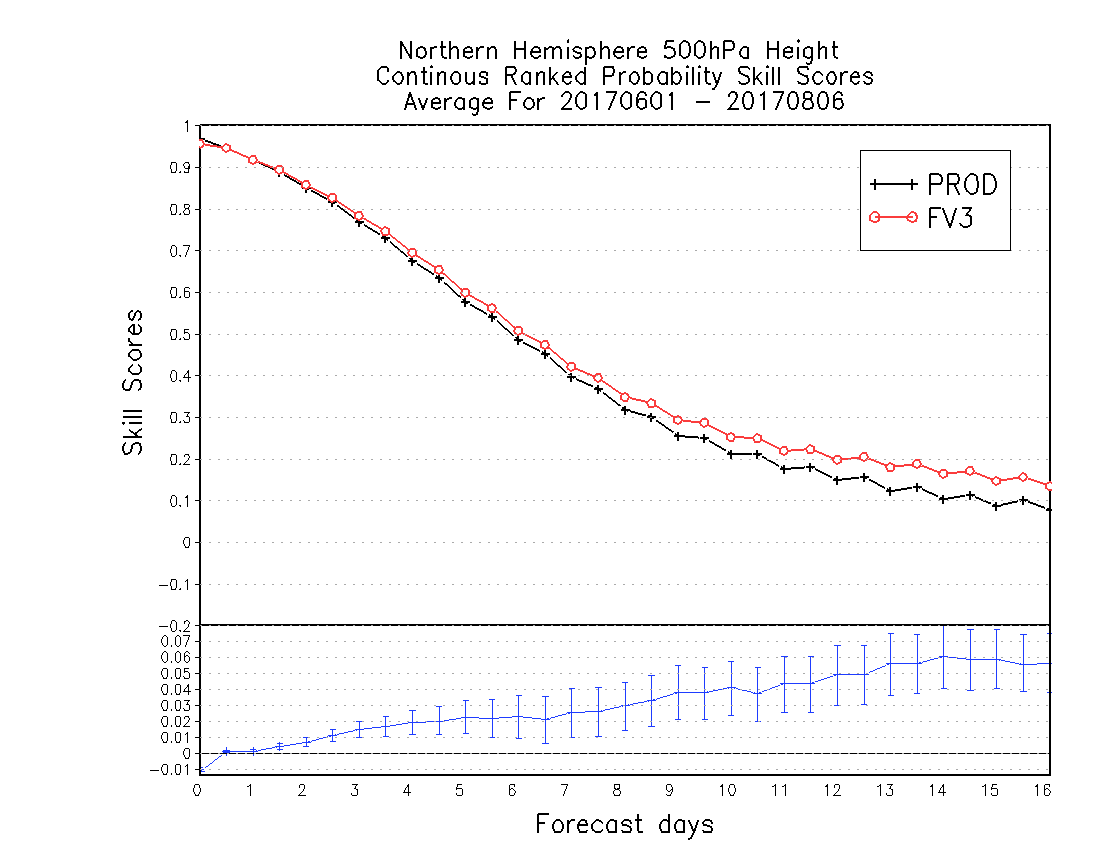 Northern Hemisphere 500hPa Height
Continous Ranked Probability Skill Scores
Average For 20170601 − 20170806
1
0.9
0.8
0.7
0.6
0.5
0.4
0.3
0.2
0.1
0
−0.1
−0.2
PROD
FV3
Skill Scores
0.07
0.06
0.05
0.04
0.03
0.02
0.01
0
−0.01
0 1 2 3 4 5 6 7 8 9 10 11 12 13 14 15 16
Forecast days